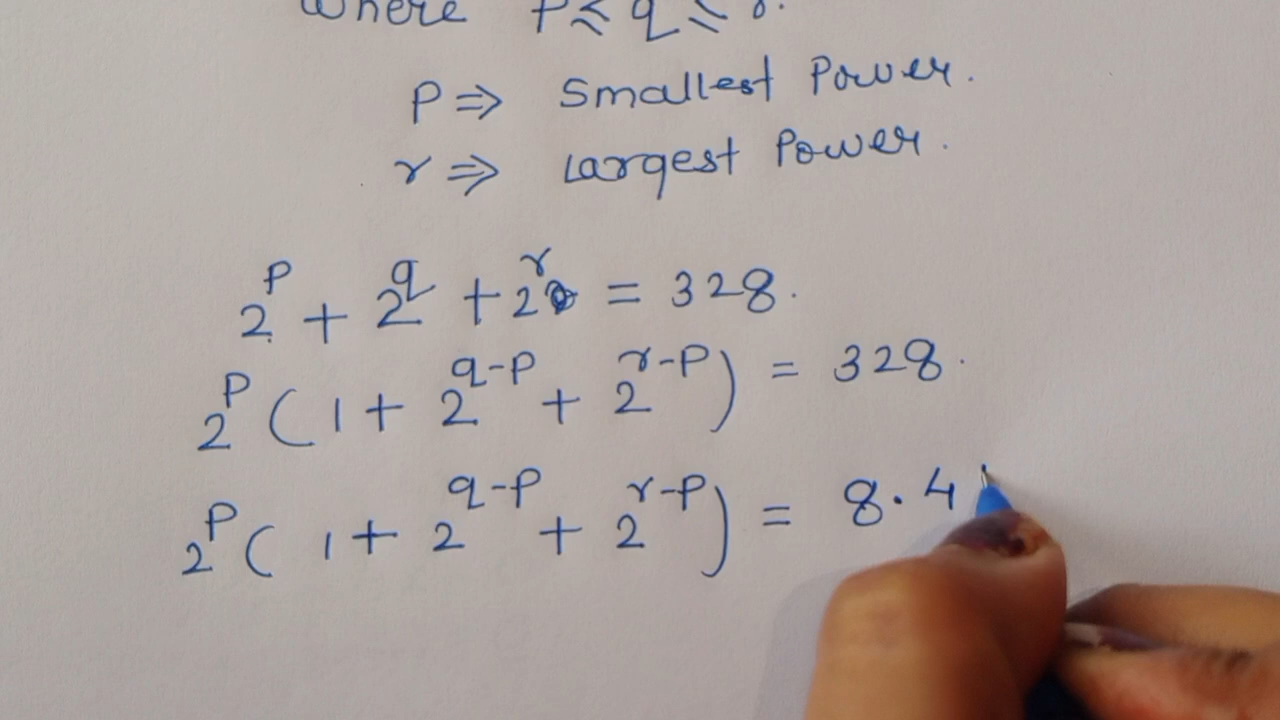 where P ≤ q ≤ r.
P ⇒ Smallest Power.
r ⇒ Largest Power.
2^P + 2^q + 2^r = 328.
2^P (1 + 2^(q-P) + 2^(r-P)) = 328.
2^P (1 + 2^(q-P) + 2^(r-P)) = 8.4